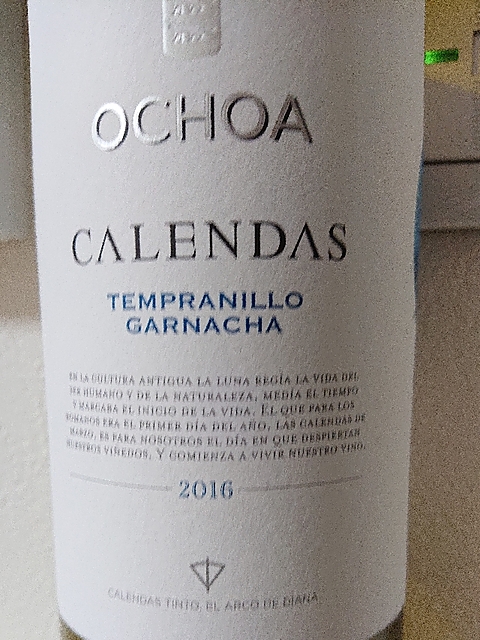 OCHOA
CALENDAS
TEMPRANILLO
GARNACHA
EN LA CULTURA ANTIGUA LA LUNA REGÍA LA VIDA DEL
SER HUMANO Y DE LA NATURALEZA, MEDÍA EL TIEMPO
Y MARCABA EL INICIO DE LA VIDA. EL QUE PARA LOS
ROMANOS ERA EL PRIMER DÍA DEL AÑO, LAS CALENDAS DE
MARZO, ES PARA NOSOTROS EL DÍA EN QUE DESPIERTAN
NUESTROS VIÑEDOS, Y COMIENZA A VIVIR NUESTRO VINO.
2016
CALENDAS TINTO, EL ARCO DE DIANA